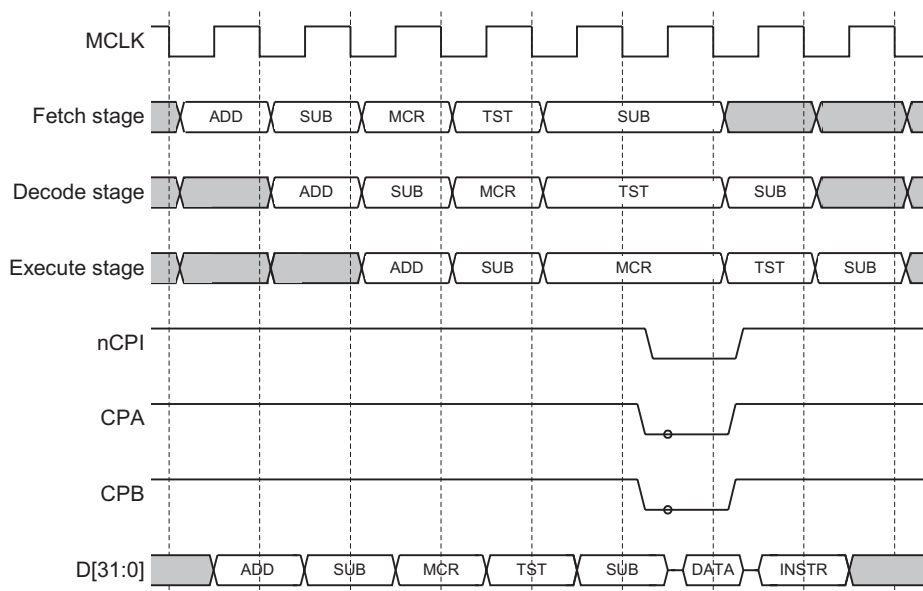 MCLK
Fetch stage ADD SUB MCR TST SUB
Decode stage ADD SUB MCR TST SUB
Execute stage ADD SUB MCR TST SUB
nCPI
CPA
CPB
D[31:0] ADD SUB MCR TST SUB DATA INSTR